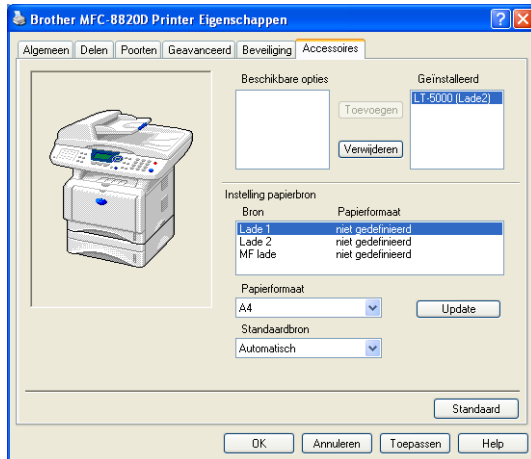 Brother MFC-8820D Printer Eigenschappen
Algemeen Delen Poorten Geavanceerd Beveiliging Accessoires
Beschikbare opties Geïnstalleerd
LT-5000 (Lade2)
Toevoegen
Verwijderen
Instelling papierbron
Bron Papierformaat
Lade 1 niet gedefinieerd
Lade 2 niet gedefinieerd
MF lade niet gedefinieerd
Papierformaat
A4 Update
Standaardbron
Automatisch
Standaard
OK Annuleren Toepassen Help